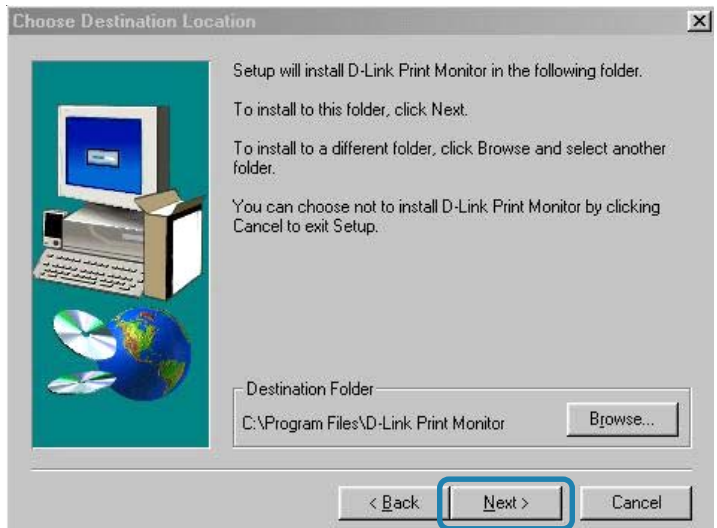 Choose Destination Location
Setup will install D-Link Print Monitor in the following folder.
To install to this folder, click Next.
To install to a different folder, click Browse and select another
folder.
You can choose not to install D-Link Print Monitor by clicking
Cancel to exit Setup.
Destination Folder
C:\Program Files\D-Link Print Monitor
Browse...
< Back
Next >
Cancel